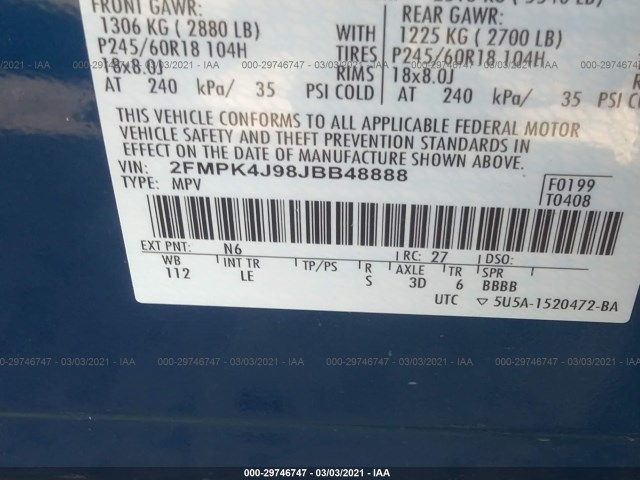 FRONT GAWR:
1306 KG ( 2880 LB)
P245/60R18 104H
18x8.0J
AT 240 kPa/ 35 PSI COLD
WITH
TIRES
RIMS
REAR GAWR:
1225 KG ( 2700 LB)
P245/60R18 104H
18x8.0J
AT 240 kPa/ 35 PSI COL
THIS VEHICLE CONFORMS TO ALL APPLICABLE FEDERAL MOTOR
VEHICLE SAFETY AND THEFT PREVENTION STANDARDS IN
EFFECT ON THE DATE OF MANUFACTURE SHOWN ABOVE.
VIN: 2FMPK4J98JBB48888
TYPE: MPV
F0199
T0408
EXT PNT: N6 RC: 27 DSO:
WB INT TR TP/PS R AXLE TR SPR
112 LE S 3D 6 BBBB
UTC ▽ 5U5A-1520472-BA
000-29746747 - 03/03/2021 - IAA